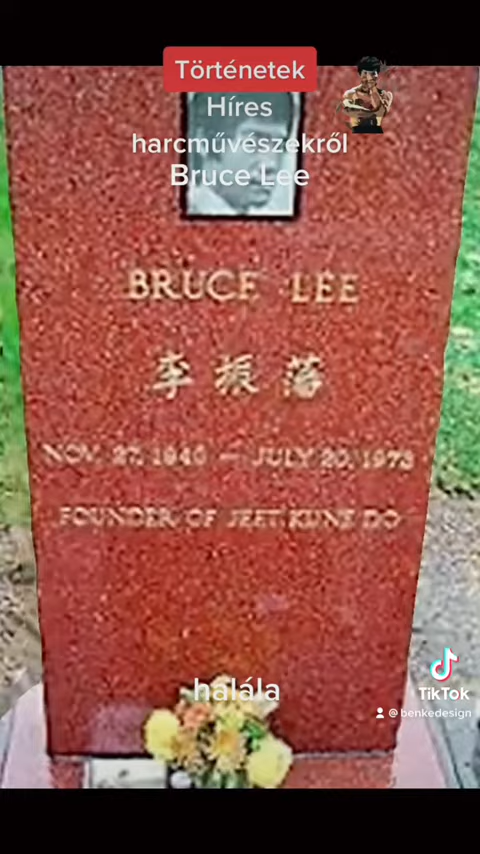 Történetek
Híres
harcművészekről
Bruce Lee
BRUCE LEE
李振藩
NOV. 27, 1940 — JULY 20, 1973
FOUNDER OF JEET KUNE DO
halála
TikTok
@benkedesign